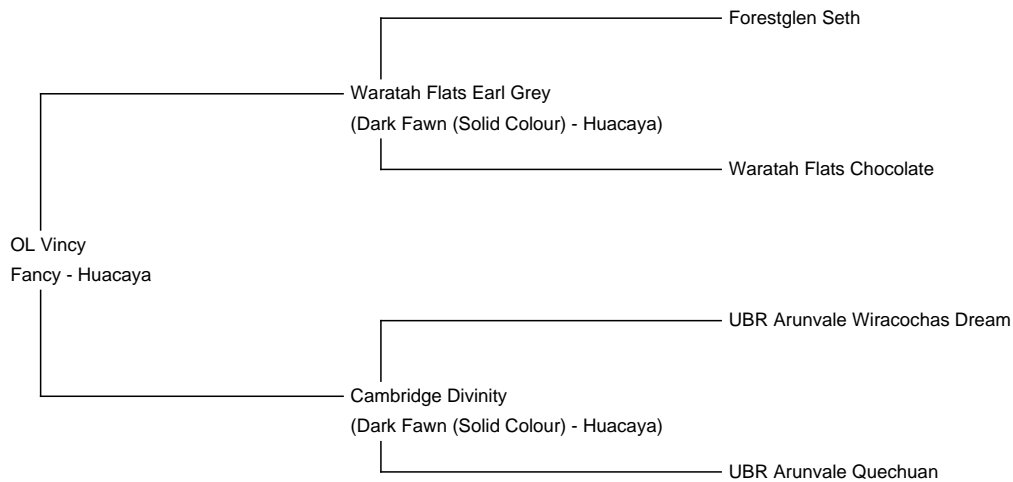 Forestglen Seth
Waratah Flats Earl Grey
(Dark Fawn (Solid Colour) - Huacaya)
Waratah Flats Chocolate
OL Vincy
Fancy - Huacaya
UBR Arunvale Wiracochas Dream
Cambridge Divinity
(Dark Fawn (Solid Colour) - Huacaya)
UBR Arunvale Quechuan